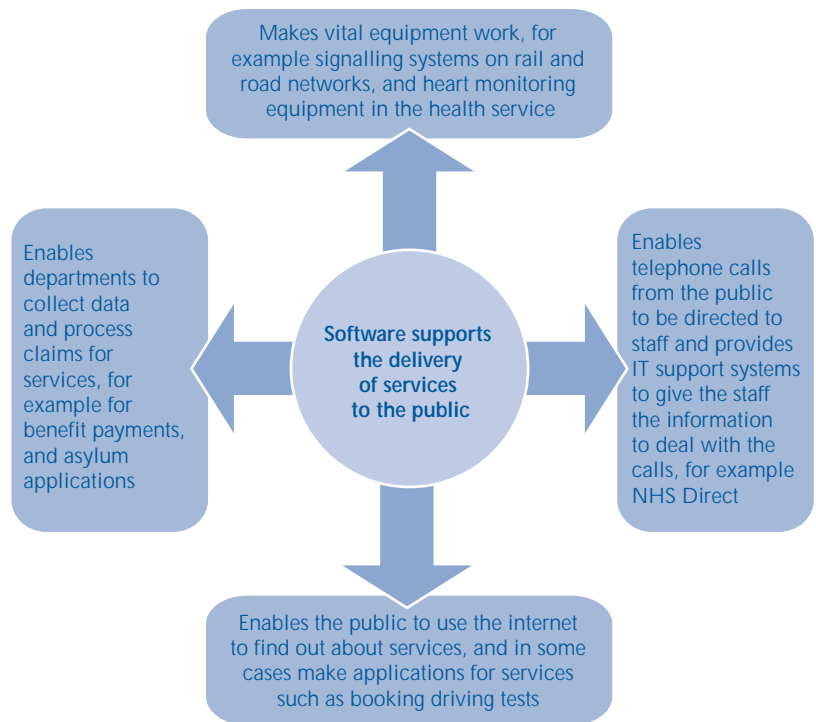 Makes vital equipment work, for
example signalling systems on rail and
road networks, and heart monitoring
equipment in the health service
Enables
departments to
collect data
and process
claims for
services, for
example for
benefit payments,
and asylum
applications
Software supports
the delivery
of services
to the public
Enables
telephone calls
from the public
to be directed to
staff and provides
IT support systems
to give the staff
the information
to deal with the
calls, for example
NHS Direct
Enables the public to use the internet
to find out about services, and in some
cases make applications for services
such as booking driving tests